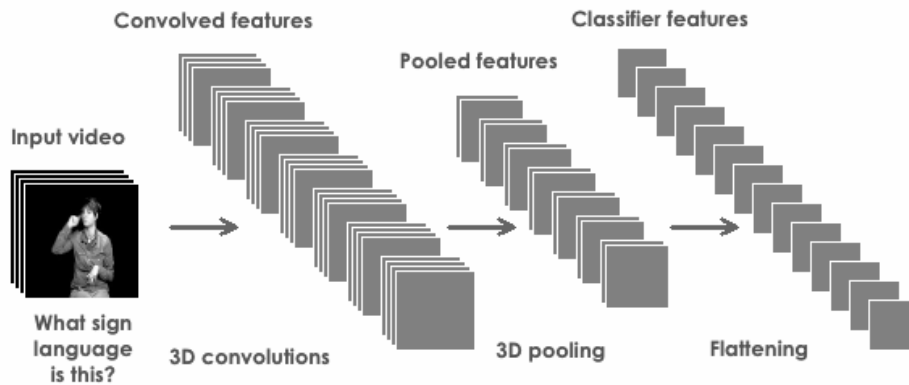 Convolved features
Classifier features
Pooled features
Input video
What sign
language
is this?
3D convolutions
3D pooling
Flattening